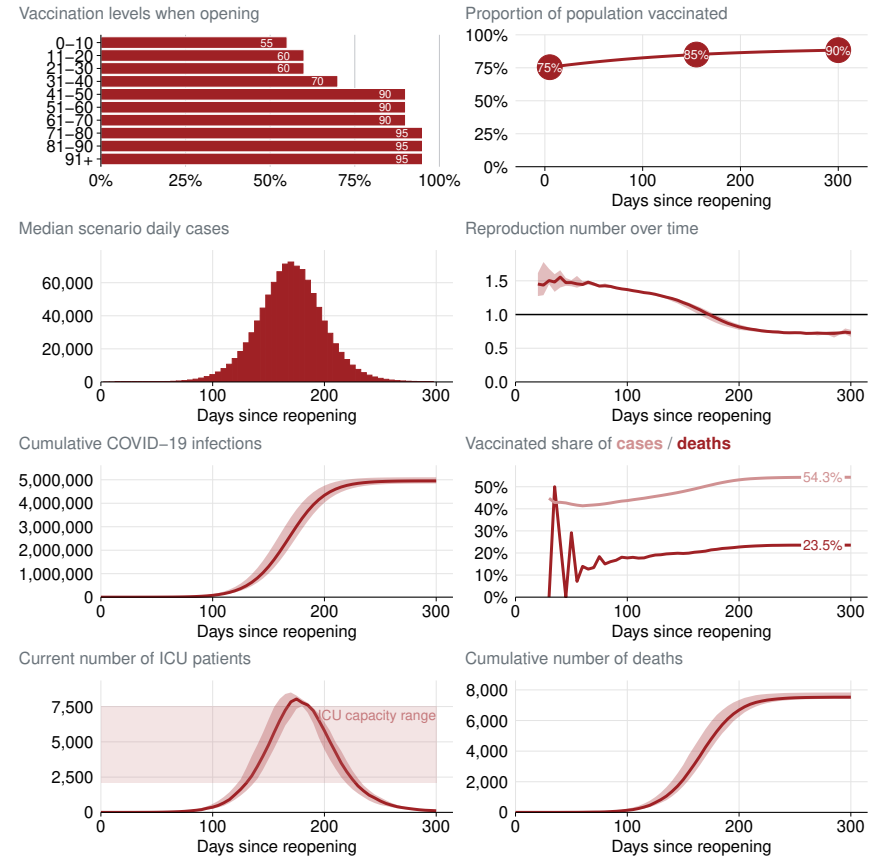 Vaccination levels when opening
0−10
11−20
21−30
31−40
41−50
51−60
61−70
71−80
81−90
91+
55
60
60
70
90
90
90
95
95
95
0% 25% 50% 75% 100%
Proportion of population vaccinated
100%
75%
50%
25%
0%
75% 85% 90%
0 100 200 300
Days since reopening
Median scenario daily cases
60,000
40,000
20,000
0
0 100 200 300
Days since reopening
Reproduction number over time
1.5
1.0
0.5
0.0
0 100 200 300
Days since reopening
Cumulative COVID−19 infections
5,000,000
4,000,000
3,000,000
2,000,000
1,000,000
0
0 100 200 300
Days since reopening
Vaccinated share of cases / deaths
50%
40%
30%
20%
10%
0%
54.3%
23.5%
0 100 200 300
Days since reopening
Current number of ICU patients
7,500
5,000
2,500
0
ICU capacity range
0 100 200 300
Days since reopening
Cumulative number of deaths
8,000
6,000
4,000
2,000
0
0 100 200 300
Days since reopening